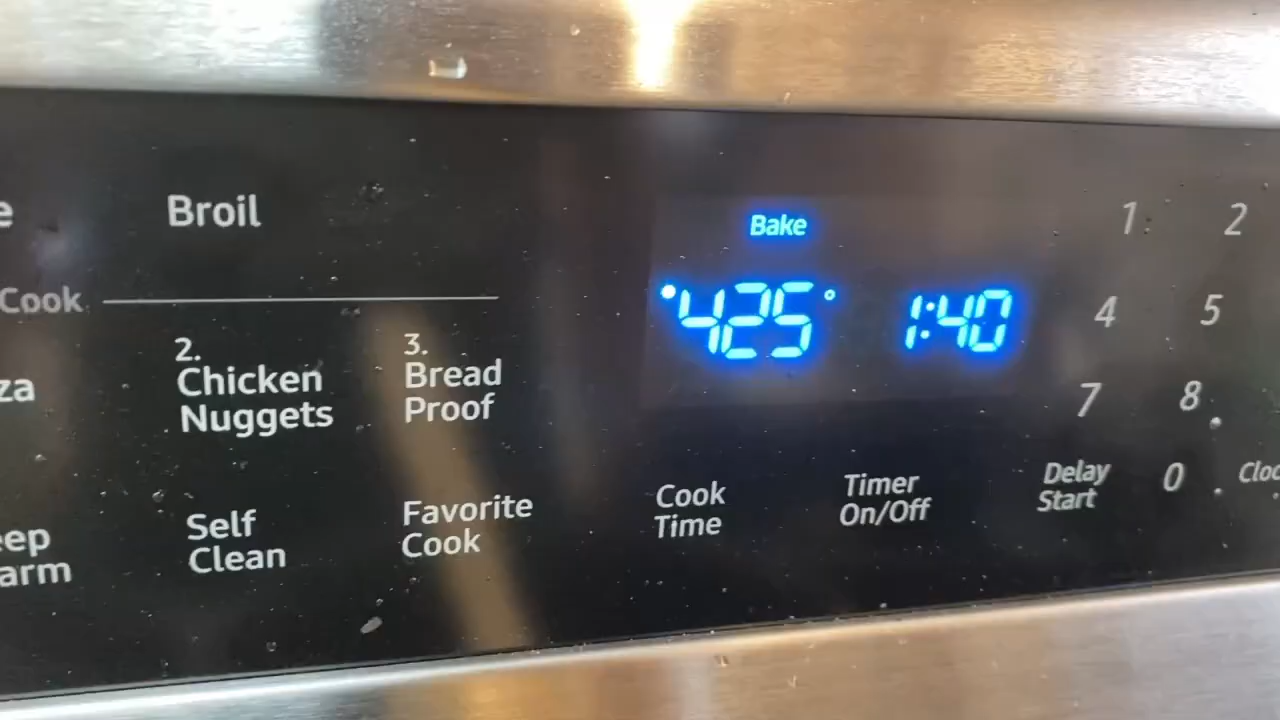 Broil
Bake
1 2
Cook
425° 1:40
4 5
2.
Chicken
Nuggets
3.
Bread
Proof
7 8
Self
Clean
Favorite
Cook
Cook
Time
Timer
On/Off
Delay
Start
0